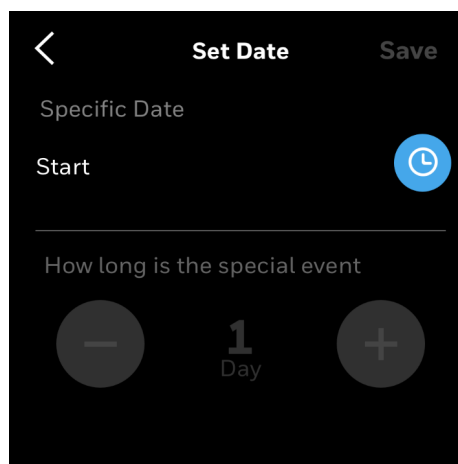 Set Date Save
Specific Date
Start
How long is the special event
1
Day